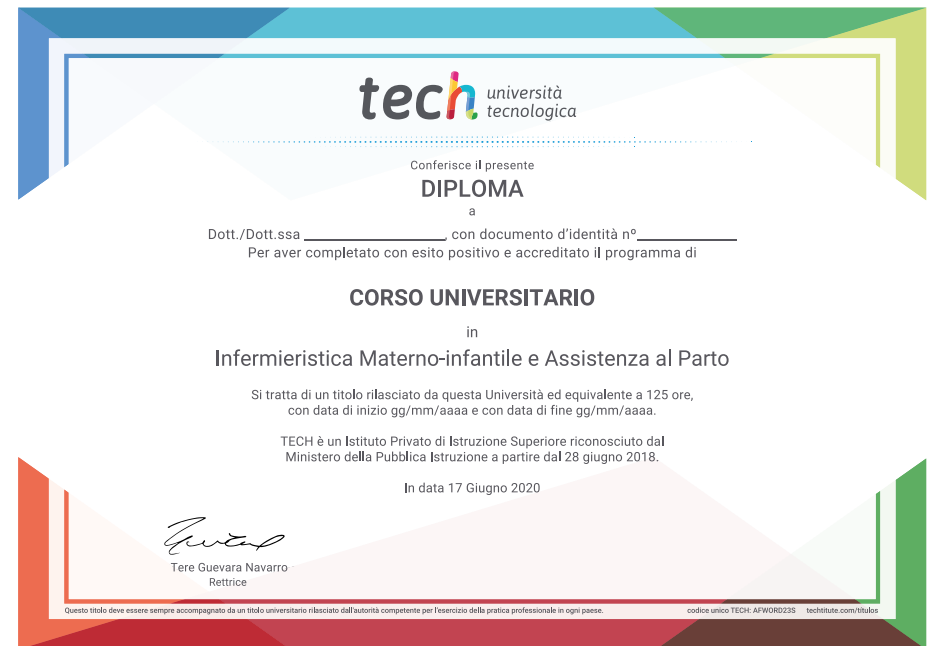 tech università
tecnologica
Conferisce il presente
DIPLOMA
a
Dott./Dott.ssa ____________________, con documento d'identità nº______________
Per aver completato con esito positivo e accreditato il programma di
CORSO UNIVERSITARIO
in
Infermieristica Materno-infantile e Assistenza al Parto
Si tratta di un titolo rilasciato da questa Università ed equivalente a 125 ore,
con data di inizio gg/mm/aaaa e con data di fine gg/mm/aaaa.
TECH è un Istituto Privato di Istruzione Superiore riconosciuto dal
Ministero della Pubblica Istruzione a partire dal 28 giugno 2018.
In data 17 Giugno 2020
Tere Guevara Navarro
Rettrice
Questo titolo deve essere sempre accompagnato da un titolo universitario rilasciato dall'autorità competente per l'esercizio della pratica professionale in ogni paese. codice unico TECH: AFWORD23S techtitute.com/titulos